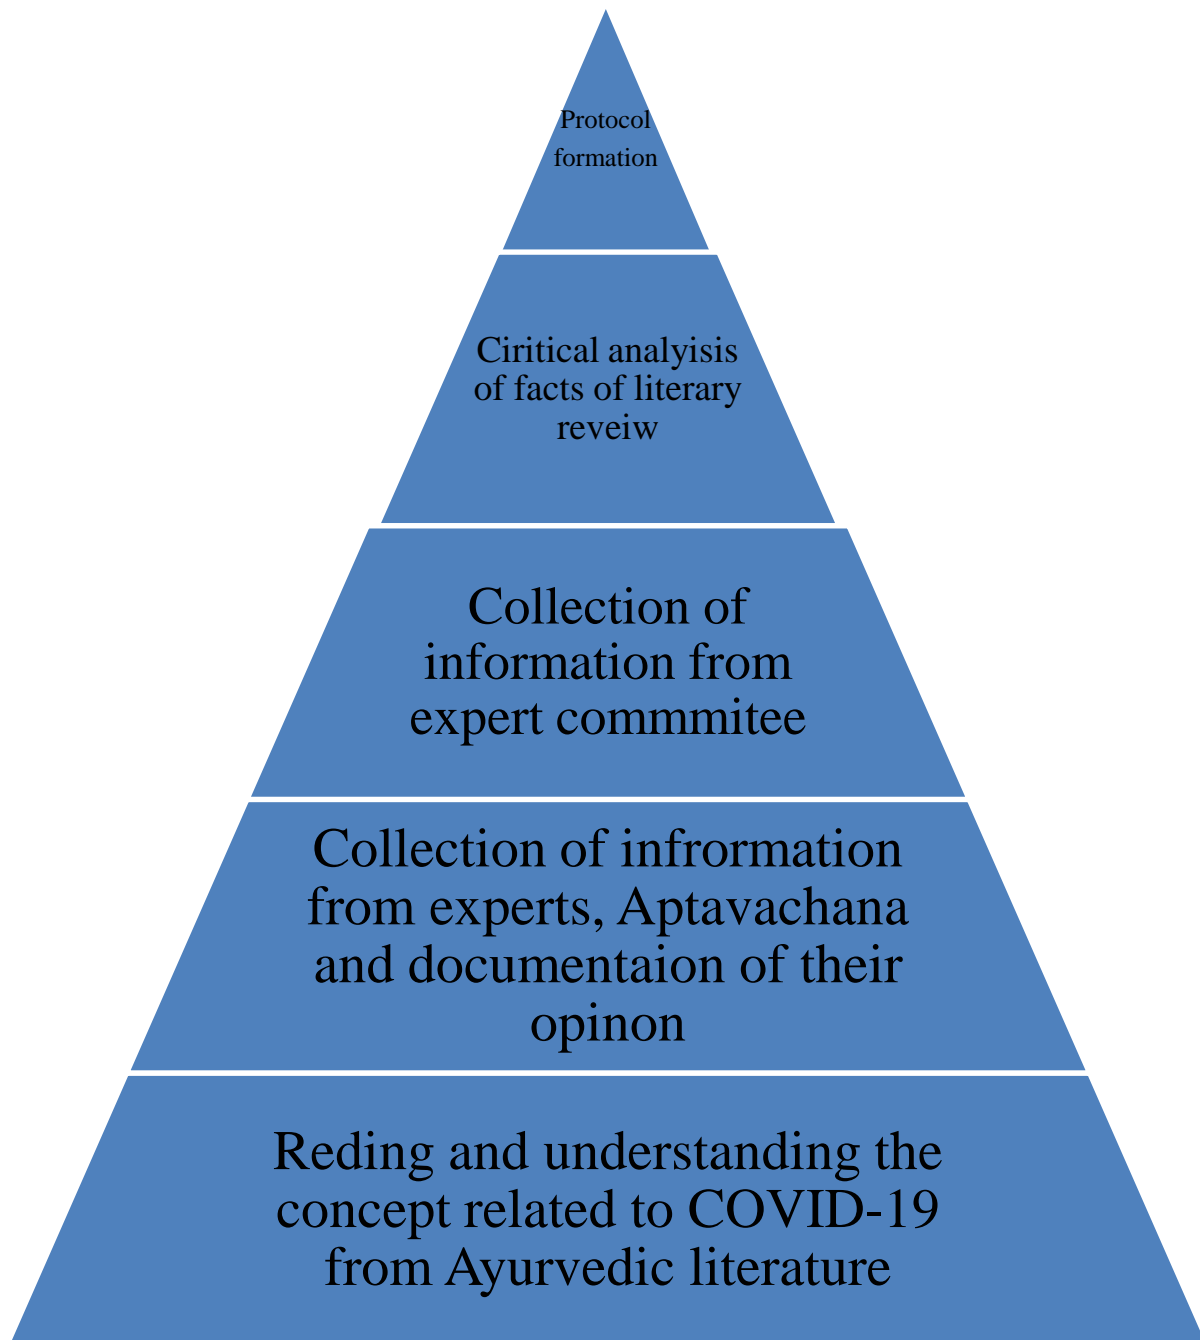 Protocol
formation
Ciritical analyisis
of facts of literary
reveiw
Collection of
information from
expert commmitee
Collection of infrormation
from experts, Aptavachana
and documentaion of their
opinon
Reding and understanding the
concept related to COVID-19
from Ayurvedic literature